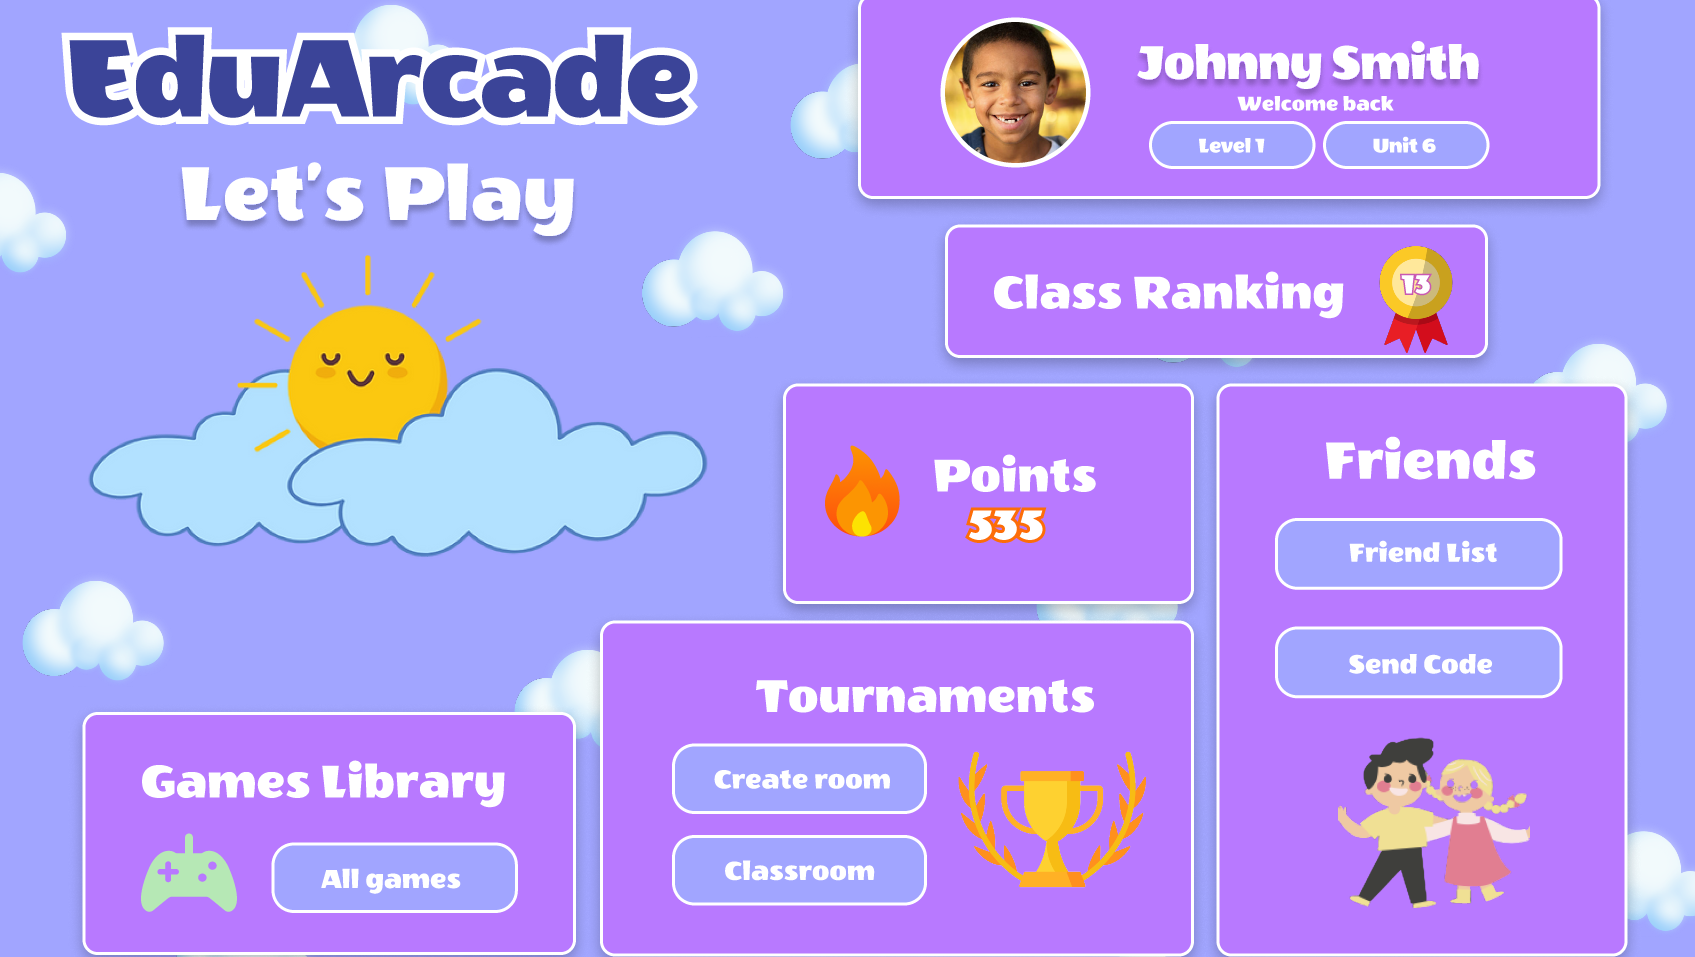 EduArcade
Let's Play
Johnny Smith
Welcome back
Level 1
Unit 6
Class Ranking
13
Points
535
Friends
Friend List
Send Code
Tournaments
Create room
Classroom
Games Library
All games